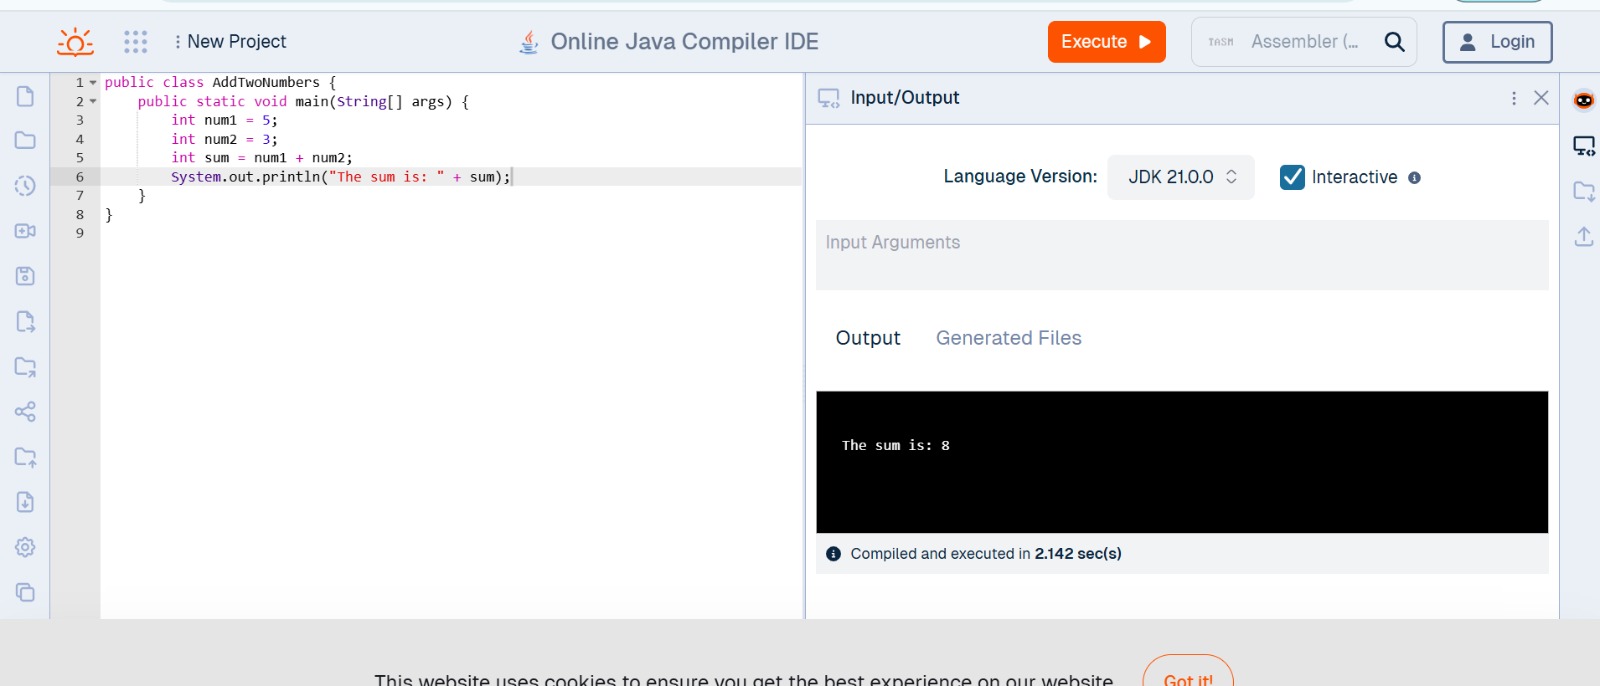 New Project
Online Java Compiler IDE
Execute
TASM Assembler (...
Login
1 public class AddTwoNumbers {
2     public static void main(String[] args) {
3         int num1 = 5;
4         int num2 = 3;
5         int sum = num1 + num2;
6         System.out.println("The sum is: " + sum);
7     }
8 }
9
Input/Output
Language Version: JDK 21.0.0 Interactive
Input Arguments
Output Generated Files
The sum is: 8
Compiled and executed in 2.142 sec(s)
This website uses cookies to ensure you get the best experience on our website. Got it!